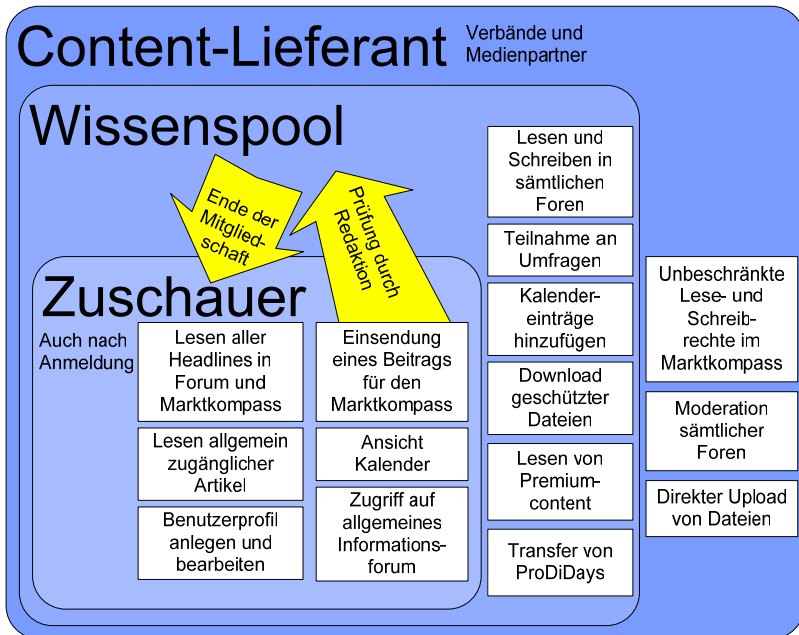 Content-Lieferant
Verbände und
Medienpartner
Wissenspool
Ende der
Mitglied-
schaft
Prüfung durch
Redaktion
Zuschauer
Auch nach
Anmeldung
Lesen aller
Headlines in
Forum und
Marktkompass
Lesen allgemein
zugänglicher
Artikel
Benutzerprofil
anlegen und
bearbeiten
Einsendung
eines Beitrags
für den
Marktkompass
Ansicht
Kalender
Zugriff auf
allgemeines
Informations-
forum
Lesen und
Schreiben in
sämtlichen
Foren
Teilnahme an
Umfragen
Kalender-
einträge
hinzufügen
Download
geschützter
Dateien
Lesen von
Premium-
content
Transfer von
ProDiDays
Unbeschränkte
Lese- und
Schreib-
rechte im
Marktkompass
Moderation
sämtlicher
Foren
Direkter Upload
von Dateien